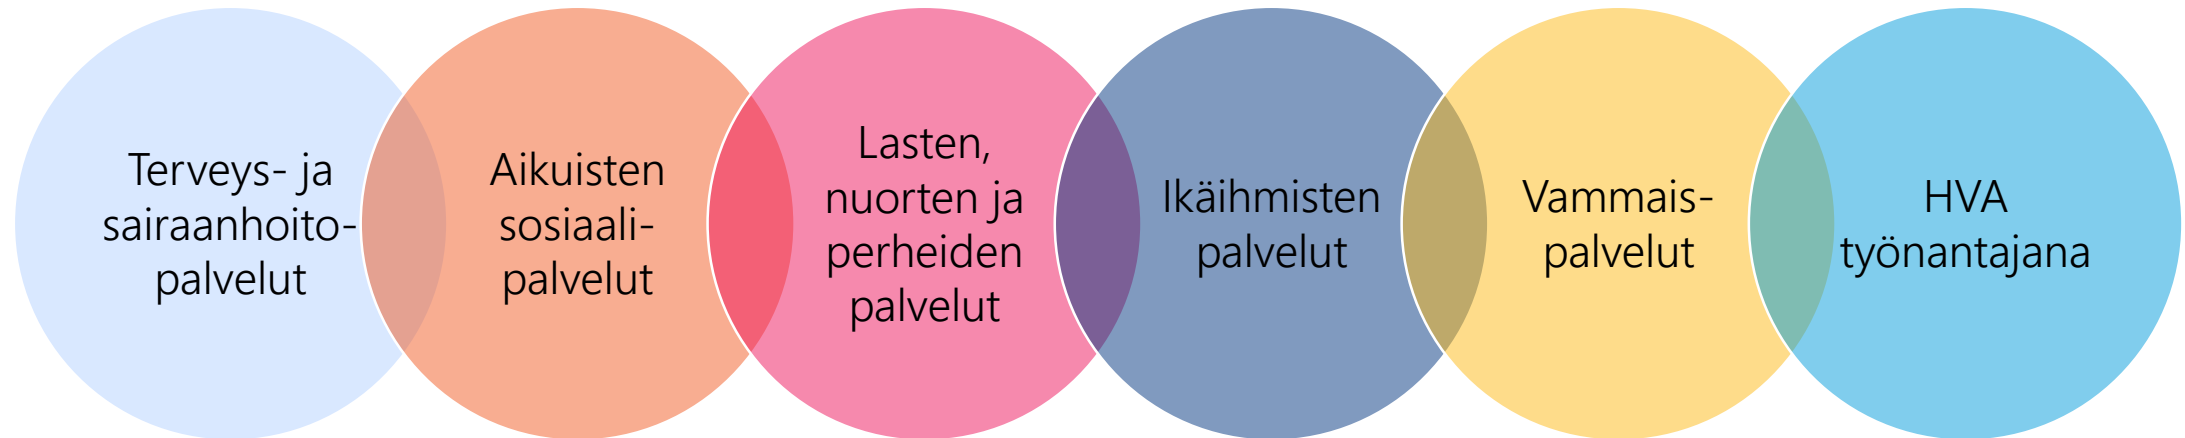 Terveys- ja
sairaanhoito-
palvelut
Aikuisten
sosiaali-
palvelut
Lasten,
nuorten ja
perheiden
palvelut
Ikäihmisten
palvelut
Vammais-
palvelut
HVA
työnantajana